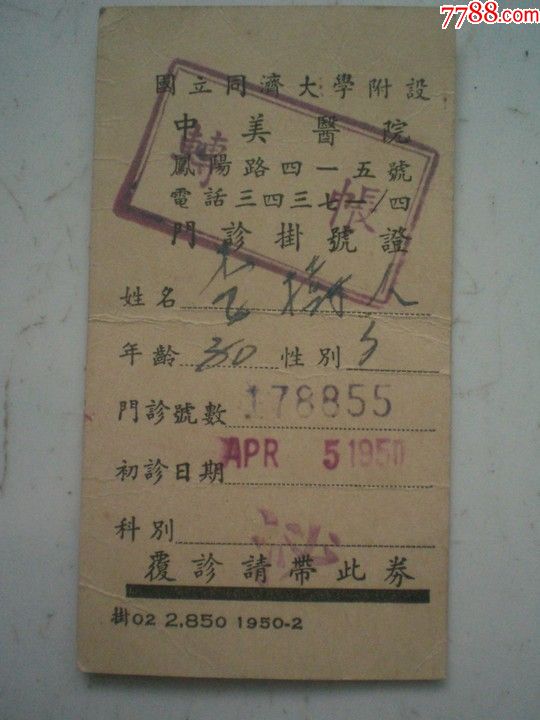 7788.com
國立同濟大學附設
中美醫院
鳳陽路四一五號
電話三四三七一/四
門診掛號證
轉帳
姓名 人
年齡 30 性別
門診號數 178855
初診日期 APR 5 1950
科別
覆診請帶此券
掛02 2,850 1950-2